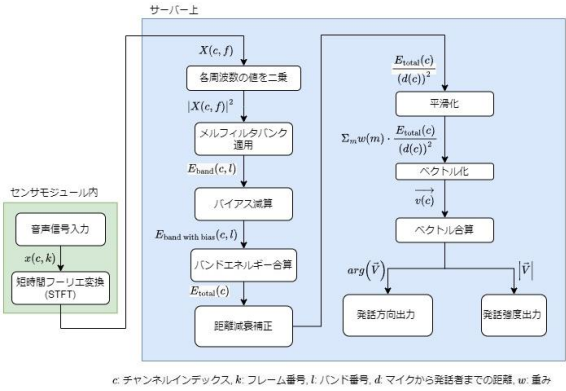 サーバー上
X(c, f)
各周波数の値を二乗
|X(c, f)|²
メルフィルタバンク
適用
E_band(c, l)
バイアス減算
E_band with bias(c, l)
バンドエネルギー合算
E_total(c)
距離減衰補正
E_total(c)
(d(c))²
平滑化
Σ_m w(m) · E_total(c)
(d(c))²
ベクトル化
v(c)
ベクトル合算
arg(V⃗)
|V⃗|
発話方向出力
発話強度出力
センサモジュール内
音声信号入力
x(c, k)
短時間フーリエ変換
(STFT)
c: チャンネルインデックス, k: フレーム番号, l: バンド番号, d: マイクから発話者までの距離, w: 重み